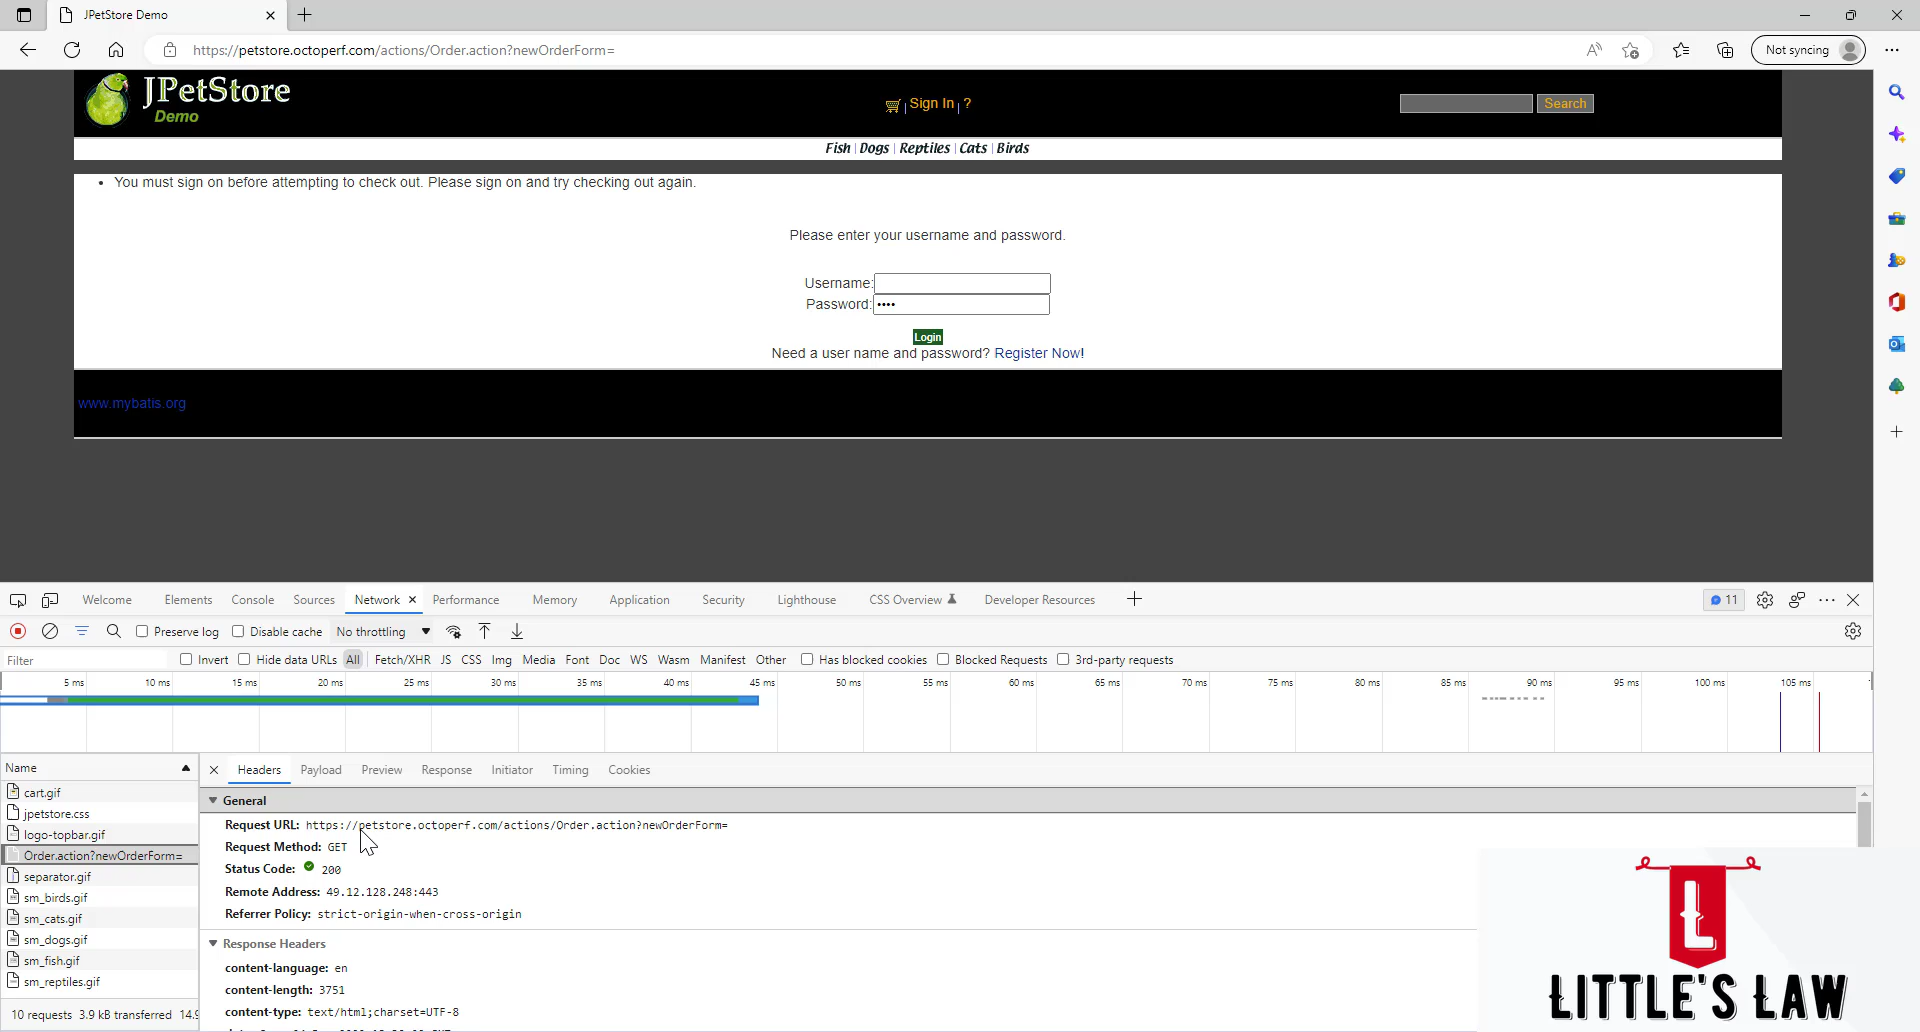 JPetStore Demo
https://petstore.octoperf.com/actions/Order.action?newOrderForm=
Not syncing
JPetStore
Demo
| Sign In | ?
Search
Fish | Dogs | Reptiles | Cats | Birds
• You must sign on before attempting to check out. Please sign on and try checking out again.
Please enter your username and password.
Username:
Password: ••••
Login
Need a user name and password? Register Now!
www.mybatis.org
Welcome Elements Console Sources Network Performance Memory Application Security Lighthouse CSS Overview Developer Resources 11
Preserve log Disable cache No throttling
Filter Invert Hide data URLs All Fetch/XHR JS CSS Img Media Font Doc WS Wasm Manifest Other Has blocked cookies Blocked Requests 3rd-party requests
5 ms 10 ms 15 ms 20 ms 25 ms 30 ms 35 ms 40 ms 45 ms 50 ms 55 ms 60 ms 65 ms 70 ms 75 ms 80 ms 85 ms 90 ms 95 ms 100 ms 105 ms
Name
cart.gif
jpetstore.css
logo-topbar.gif
Order.action?newOrderForm=
separator.gif
sm_birds.gif
sm_cats.gif
sm_dogs.gif
sm_fish.gif
sm_reptiles.gif
10 requests 3.9 kB transferred 14.9
Headers Payload Preview Response Initiator Timing Cookies
General
Request URL: https://petstore.octoperf.com/actions/Order.action?newOrderForm=
Request Method: GET
Status Code: 200
Remote Address: 49.12.128.248:443
Referrer Policy: strict-origin-when-cross-origin
Response Headers
content-language: en
content-length: 3751
content-type: text/html;charset=UTF-8
L
LITTLE'S LAW